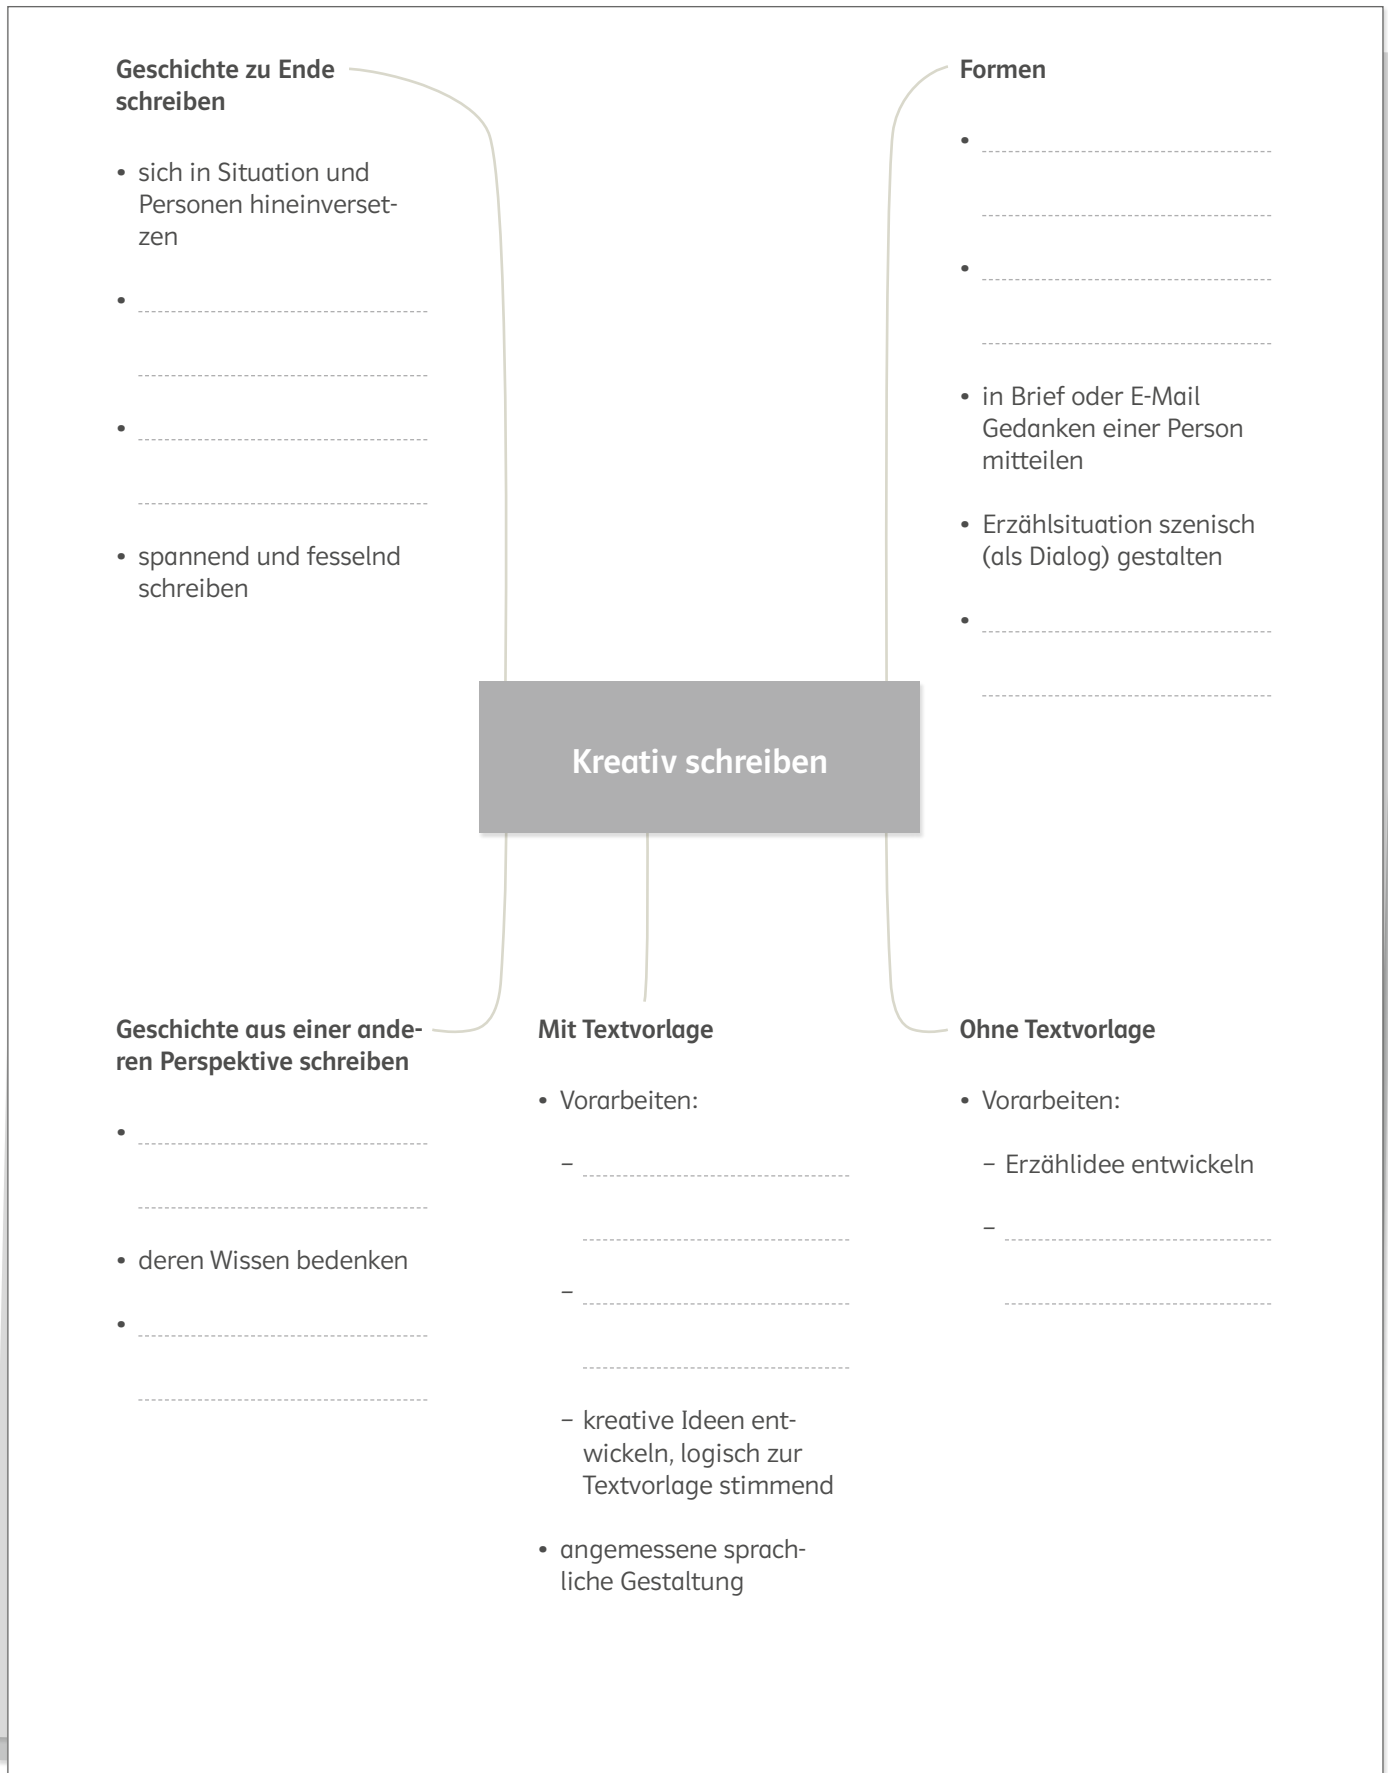 Geschichte zu Ende
schreiben
• sich in Situation und
Personen hineinverset-
zen
•
•
• spannend und fesselnd
schreiben
Formen
•
•
• in Brief oder E-Mail
Gedanken einer Person
mitteilen
• Erzählsituation szenisch
(als Dialog) gestalten
•
Kreativ schreiben
Geschichte aus einer ande-
ren Perspektive schreiben
•
• deren Wissen bedenken
•
Mit Textvorlage
• Vorarbeiten:
–
–
– kreative Ideen ent-
wickeln, logisch zur
Textvorlage stimmend
• angemessene sprach-
liche Gestaltung
Ohne Textvorlage
• Vorarbeiten:
– Erzählidee entwickeln
–